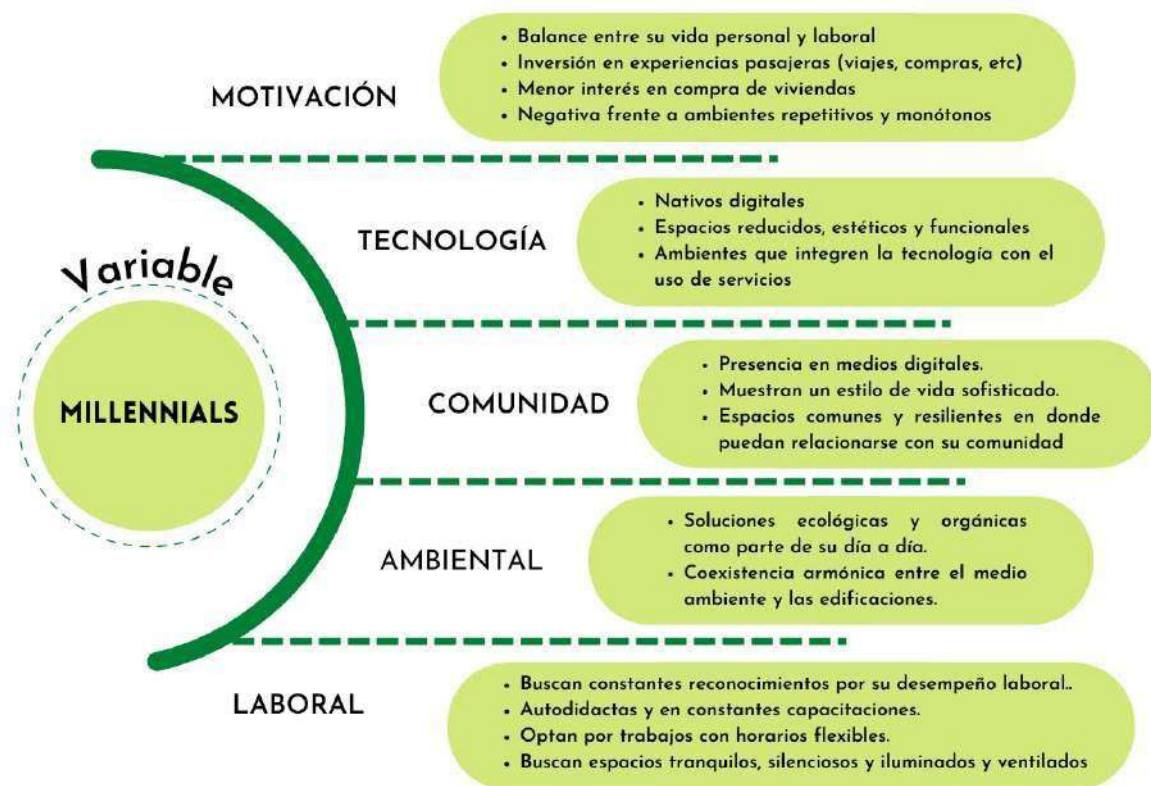 Variable
MILLENNIALS
MOTIVACIÓN
• Balance entre su vida personal y laboral
• Inversión en experiencias pasajeras (viajes, compras, etc)
• Menor interés en compra de viviendas
• Negativa frente a ambientes repetitivos y monótonos
TECNOLOGÍA
• Nativos digitales
• Espacios reducidos, estéticos y funcionales
• Ambientes que integren la tecnología con el
uso de servicios
COMUNIDAD
• Presencia en medios digitales.
• Muestran un estilo de vida sofisticado.
• Espacios comunes y resilientes en donde
puedan relacionarse con su comunidad
AMBIENTAL
• Soluciones ecológicas y orgánicas
como parte de su día a día.
• Coexistencia armónica entre el medio
ambiente y las edificaciones.
LABORAL
• Buscan constantes reconocimientos por su desempeño laboral..
• Autodidactas y en constantes capacitaciones.
• Optan por trabajos con horarios flexibles.
• Buscan espacios tranquilos, silenciosos y iluminados y ventilados